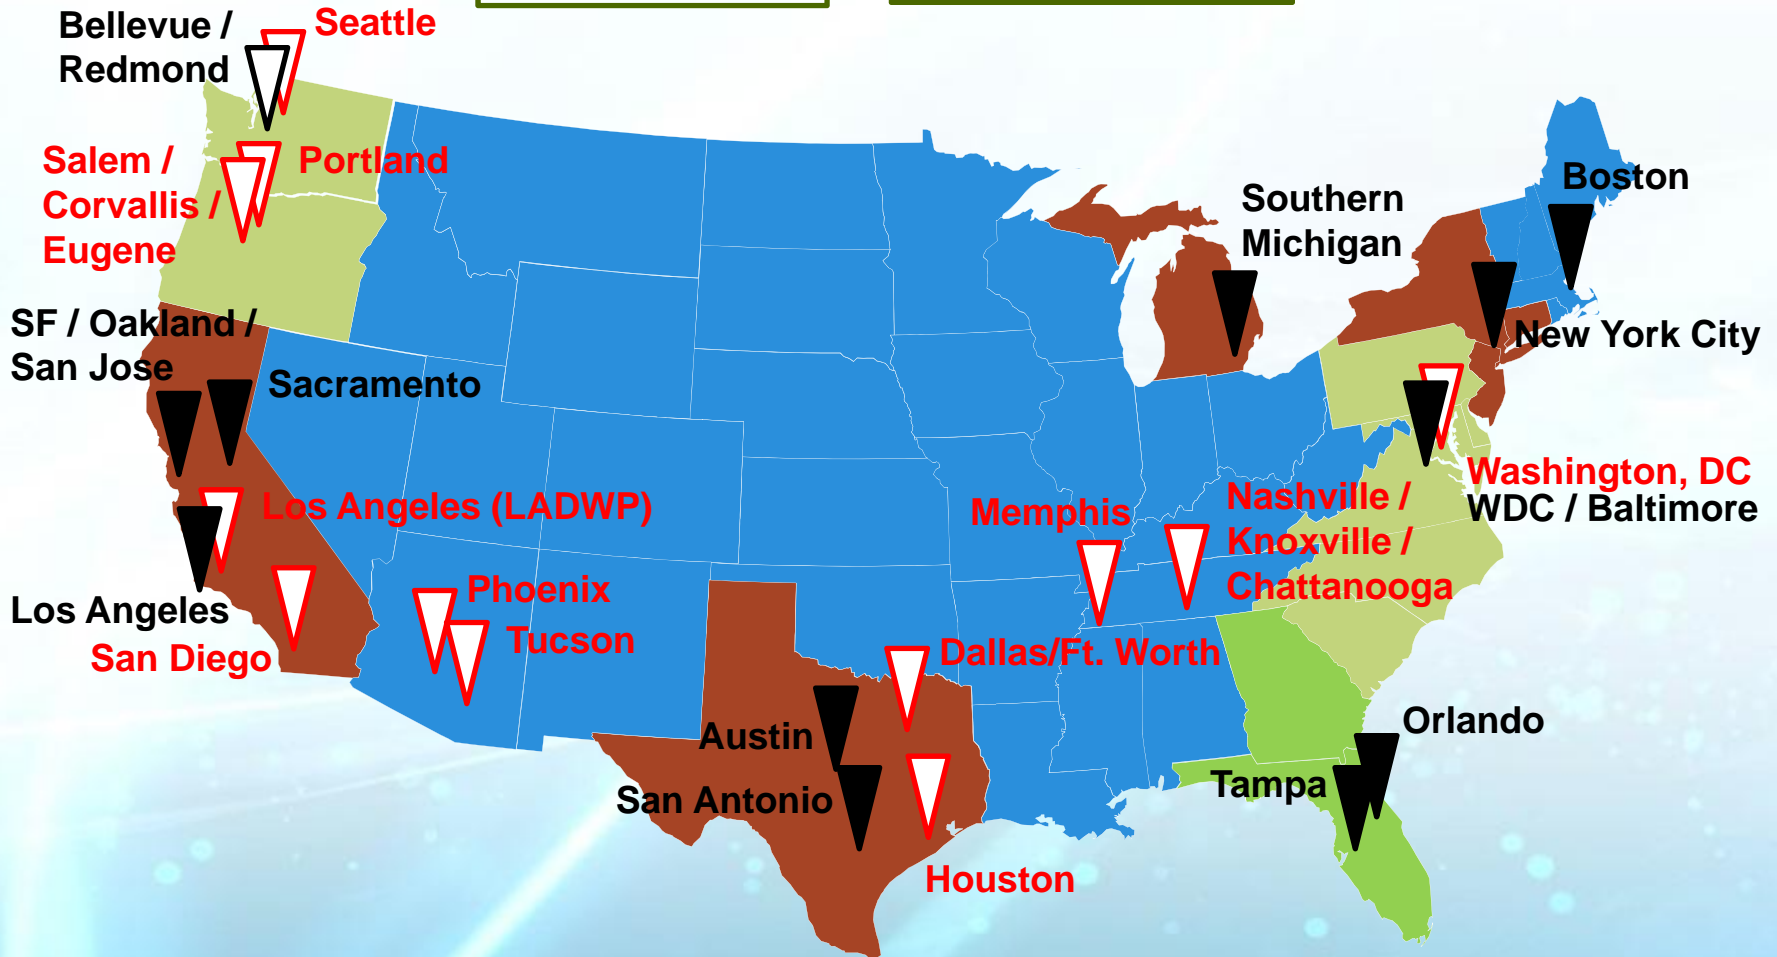 Bellevue /
Redmond
Seattle
Salem /
Corvallis /
Eugene
Portland
SF / Oakland /
San Jose
Sacramento
Los Angeles (LADWP)
Los Angeles
San Diego
Phoenix
Tucson
Memphis
Nashville /
Knoxville /
Chattanooga
Dallas/Ft. Worth
Austin
San Antonio
Houston
Southern
Michigan
Boston
New York City
Washington, DC
WDC / Baltimore
Orlando
Tampa